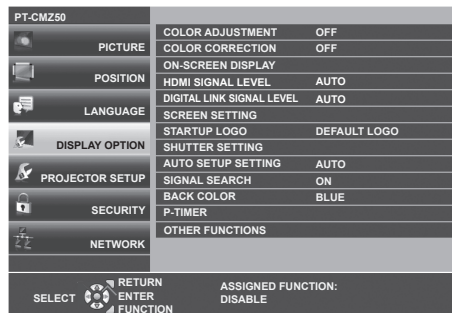 PT-CMZ50
PICTURE
POSITION
LANGUAGE
DISPLAY OPTION
PROJECTOR SETUP
SECURITY
NETWORK
COLOR ADJUSTMENT OFF
COLOR CORRECTION OFF
ON-SCREEN DISPLAY
HDMI SIGNAL LEVEL AUTO
DIGITAL LINK SIGNAL LEVEL AUTO
SCREEN SETTING
STARTUP LOGO DEFAULT LOGO
SHUTTER SETTING
AUTO SETUP SETTING AUTO
SIGNAL SEARCH ON
BACK COLOR BLUE
P-TIMER
OTHER FUNCTIONS
SELECT
RETURN
ENTER
FUNCTION
ASSIGNED FUNCTION:
DISABLE